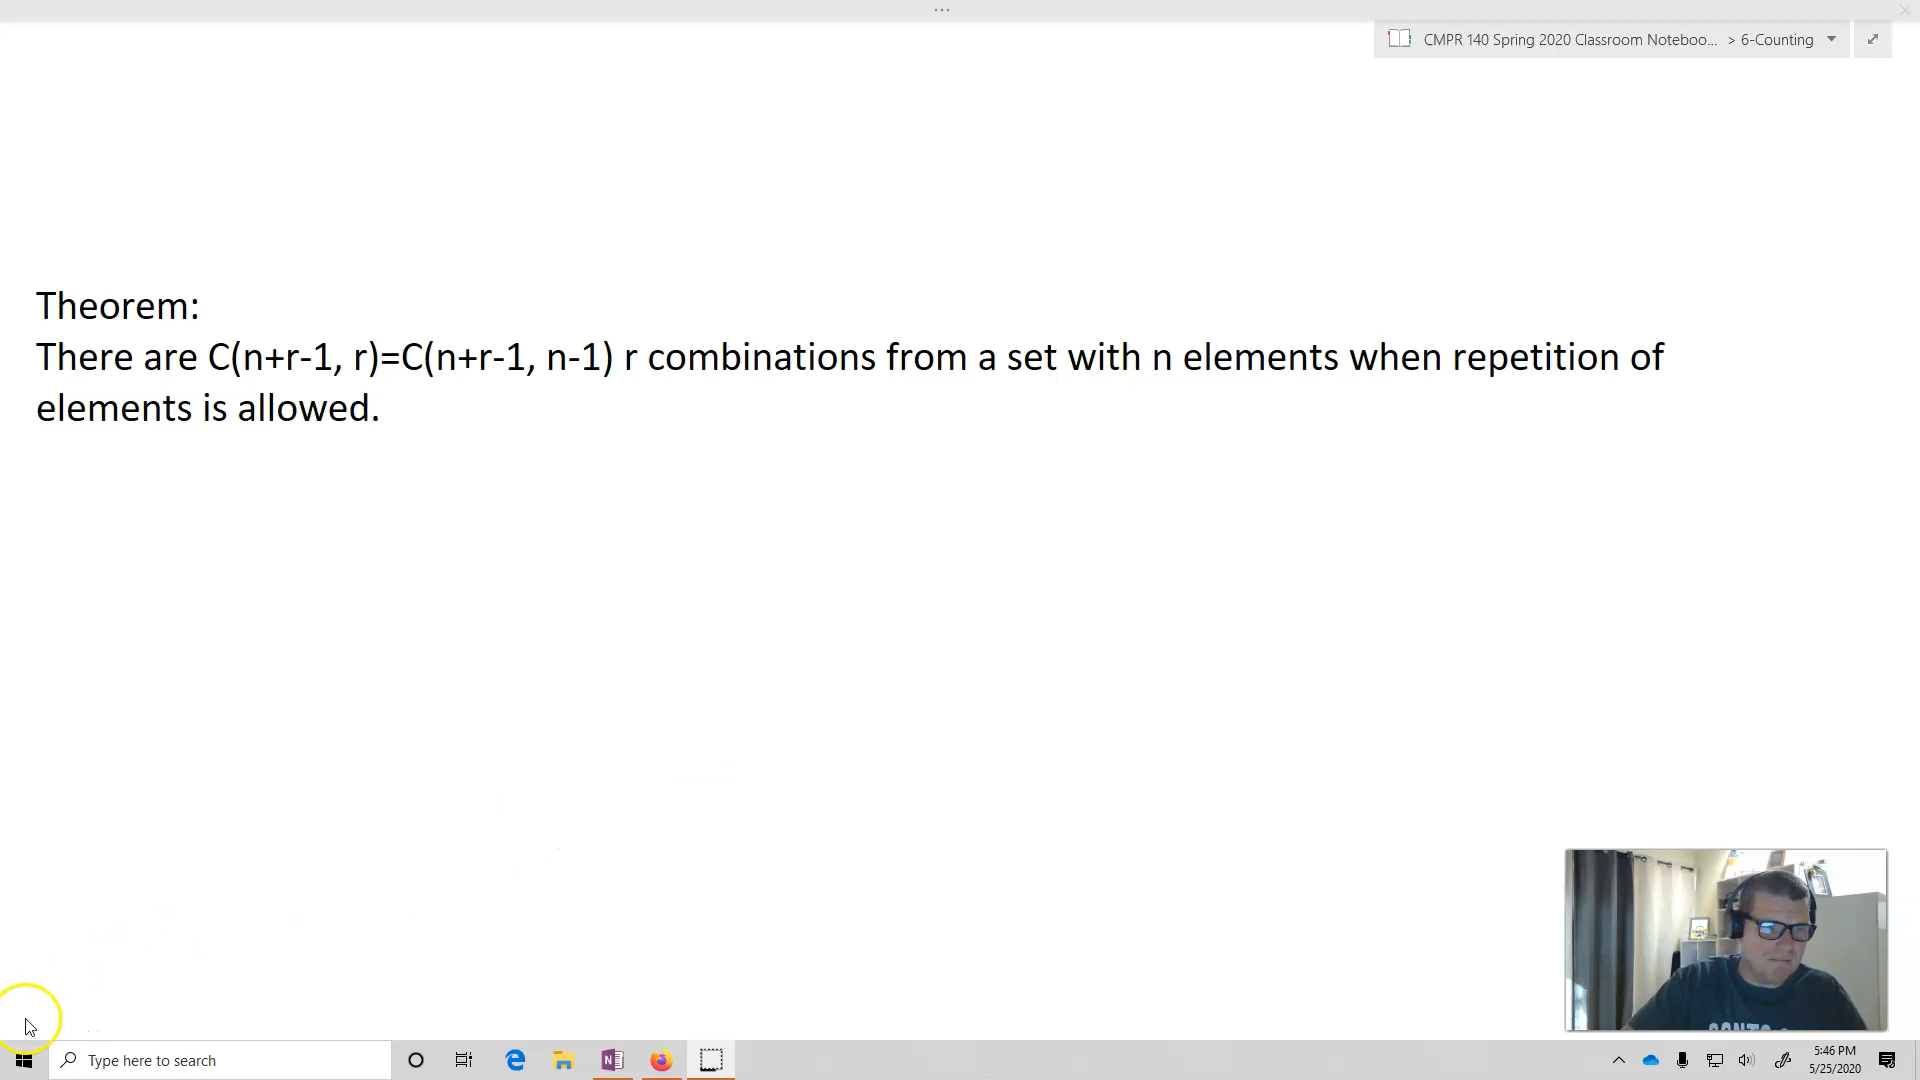 ...
CMPR 140 Spring 2020 Classroom Noteboo... > 6-Counting
Theorem:
There are C(n+r-1, r)=C(n+r-1, n-1) r combinations from a set with n elements when repetition of
elements is allowed.
Type here to search
5:46 PM
5/25/2020